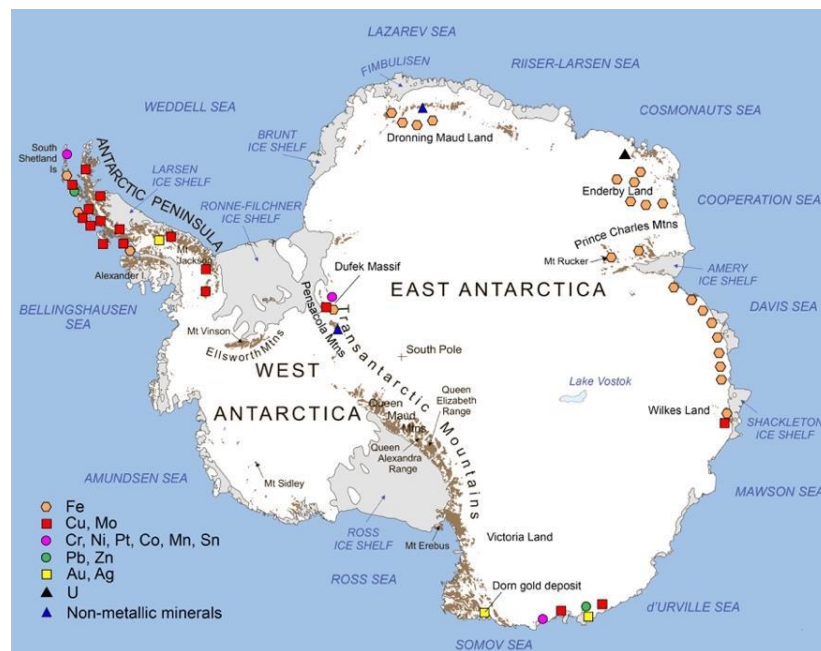 LAZAREV SEA
FIMBULISEN
RIISER-LARSEN SEA
WEDDELL SEA
COSMONAUTS SEA
Dronning Maud Land
BRUNT
ICE SHELF
South
Shetland
Is
ANTARCTIC PENINSULA
LARSEN
ICE SHELF
Enderby Land
COOPERATION SEA
RONNE-FILCHNER
ICE SHELF
Prince Charles Mtns
Mt
Jackson
Mt Rucker
Alexander I.
Dufek Massif
AMERY
ICE SHELF
EAST ANTARCTICA
BELLINGSHAUSEN
SEA
Pensacola Mtns
DAVIS SEA
Mt Vinson
Ellsworth Mtns
Transantarctic Mountains
South Pole
WEST
ANTARCTICA
Queen
Elizabeth
Range
Lake Vostok
Queen
Maud
Mtns
Wilkes Land
SHACKLETON
ICE SHELF
Queen
Alexandra
Range
AMUNDSEN SEA
Mt Sidley
MAWSON SEA
Fe
Cu, Mo
Cr, Ni, Pt, Co, Mn, Sn
Pb, Zn
Au, Ag
U
Non-metallic minerals
ROSS
ICE SHELF
Mt Erebus
Victoria Land
ROSS SEA
Dorn gold deposit
d'URVILLE SEA
SOMOV SEA